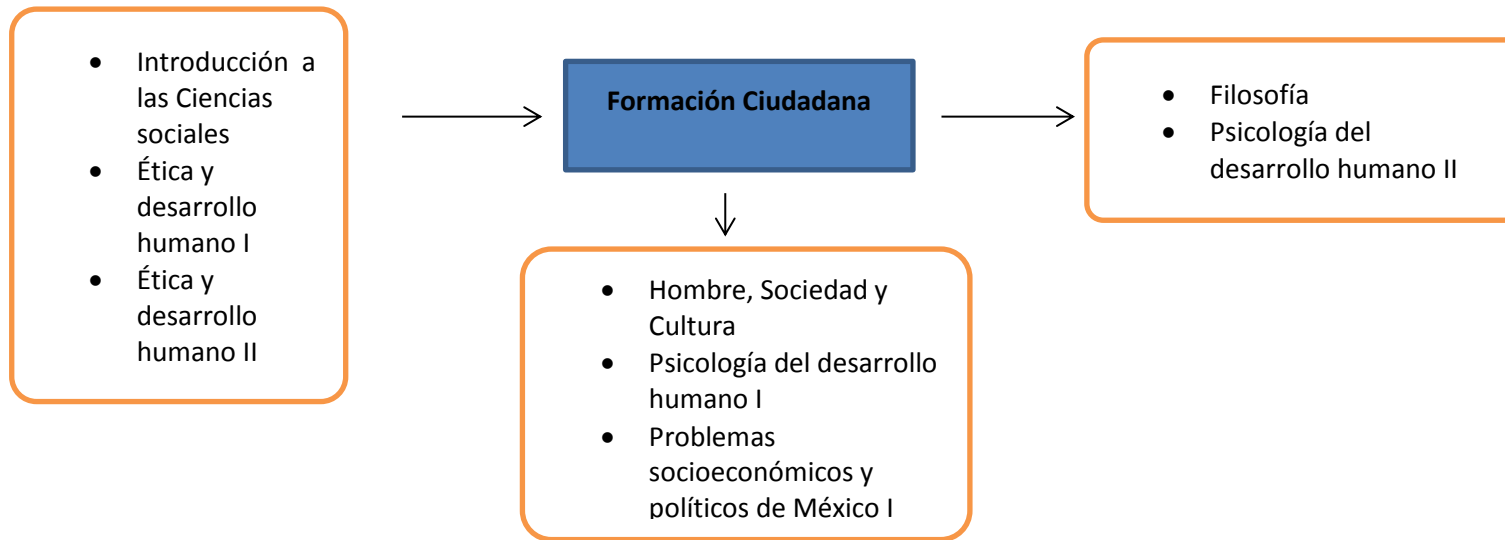 • Introducción a
las Ciencias
sociales
• Ética y
desarrollo
humano I
• Ética y
desarrollo
humano II
Formación Ciudadana
• Hombre, Sociedad y
Cultura
• Psicología del desarrollo
humano I
• Problemas
socioeconómicos y
políticos de México I
• Filosofía
• Psicología del
desarrollo humano II